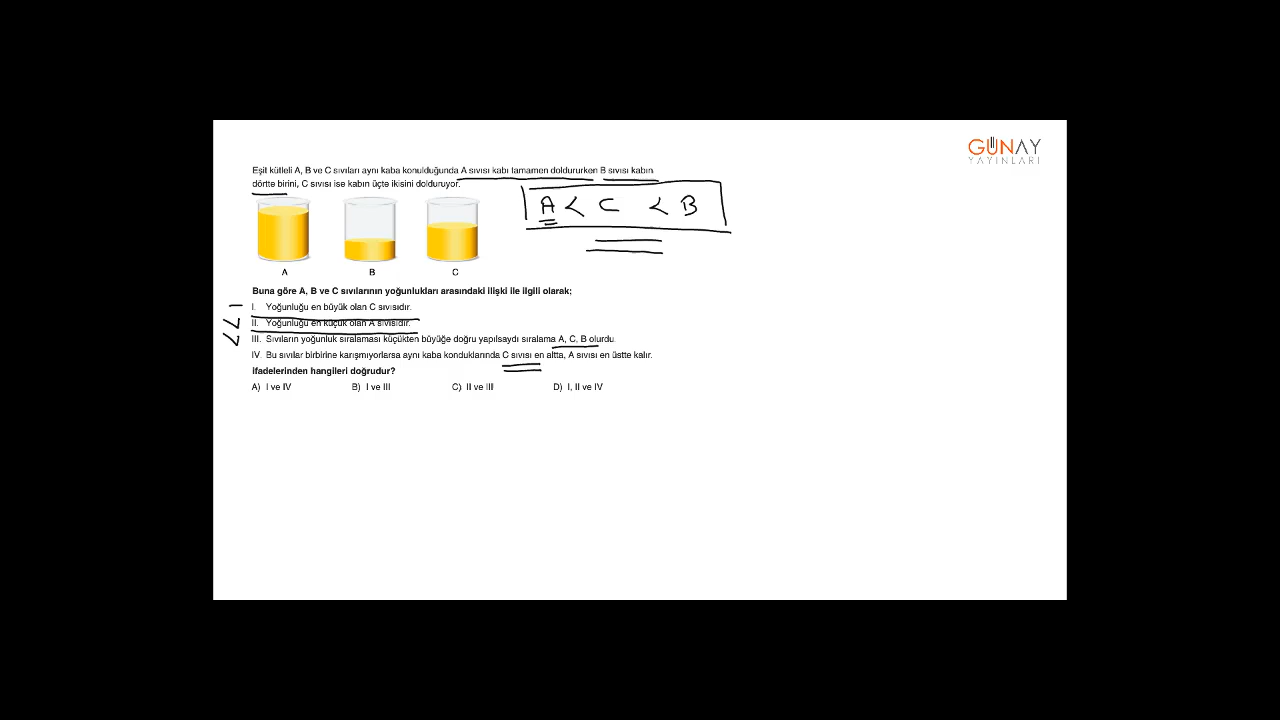 GÜNAY
YAYINLARI
Eşit kütleli A, B ve C sıvıları aynı kaba konulduğunda A sıvısı kabı tamamen doldururken B sıvısı kabın
dörtte birini, C sıvısı ise kabın üçte ikisini dolduruyor.
A < C < B
A B C
Buna göre A, B ve C sıvılarının yoğunlukları arasındaki ilişki ile ilgili olarak;
I. Yoğunluğu en büyük olan C sıvısıdır.
II. Yoğunluğu en küçük olan A sıvısıdır.
III. Sıvıların yoğunluk sıralaması küçükten büyüğe doğru yapılsaydı sıralama A, C, B olurdu.
IV. Bu sıvılar birbirine karışmıyorlarsa aynı kaba konduklarında C sıvısı en altta, A sıvısı en üstte kalır.
ifadelerinden hangileri doğrudur?
A) I ve IV B) I ve III C) II ve III D) I, II ve IV